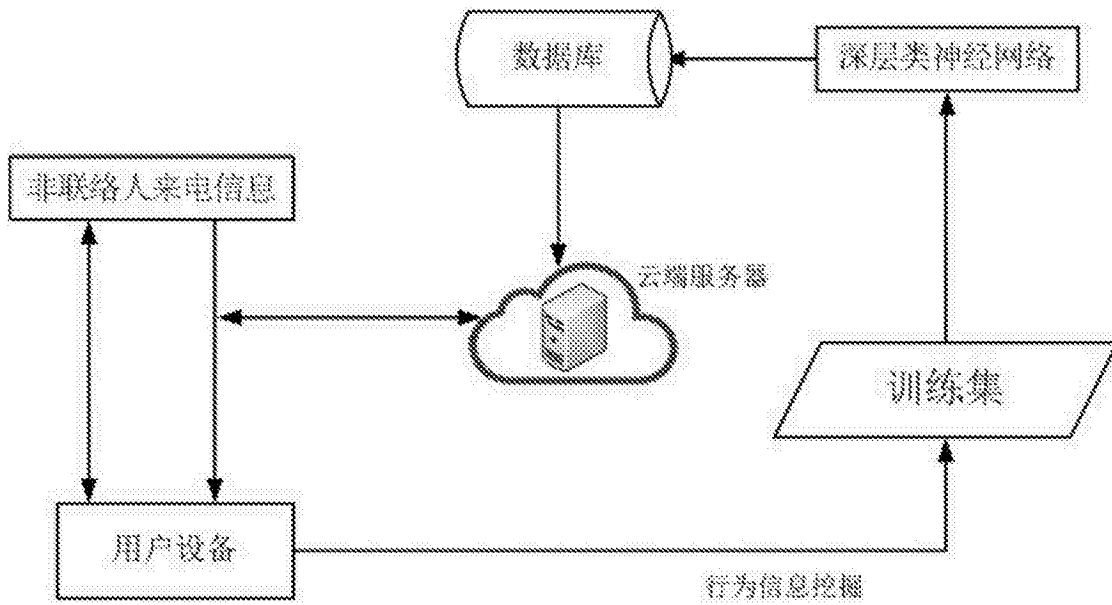 数据库
深层类神经网络
非联络人来电信息
云端服务器
训练集
用户设备
行为信息挖掘